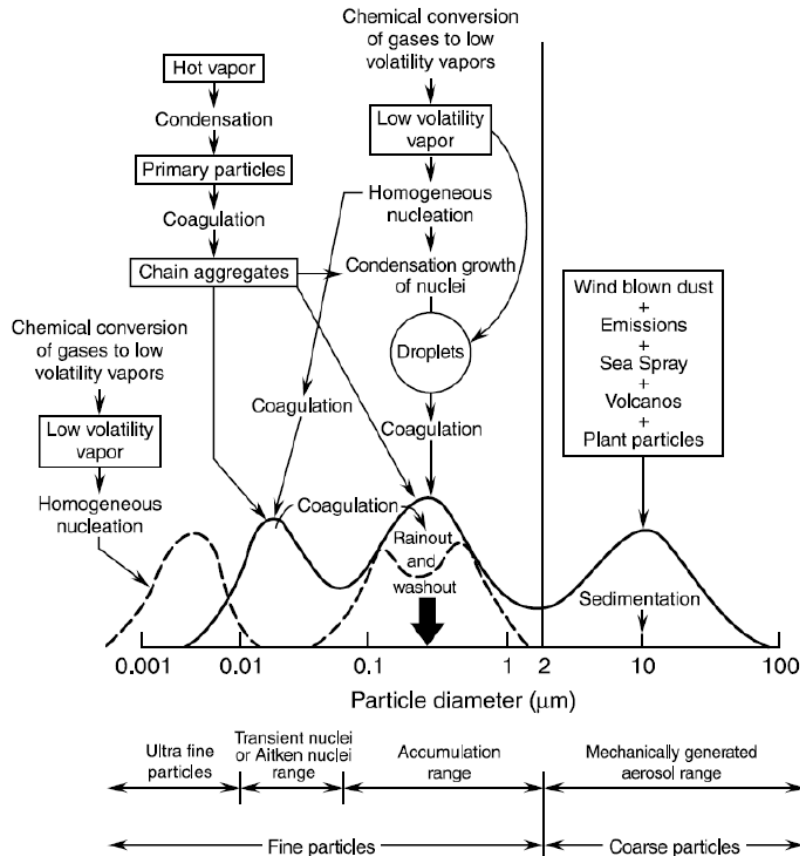 Hot vapor
Condensation
Primary particles
Coagulation
Chain aggregates
Chemical conversion
of gases to low
volatility vapors
Low volatility
vapor
Homogeneous
nucleation
Condensation growth
of nuclei
Droplets
Coagulation
Coagulation
Chemical conversion
of gases to low
volatility vapors
Low volatility
vapor
Homogeneous
nucleation
Coagulation
Rainout
and
washout
Wind blown dust
+
Emissions
+
Sea Spray
+
Volcanos
+
Plant particles
Sedimentation
0.001 0.01 0.1 1 2 10 100
Particle diameter (μm)
Ultra fine
particles
Transient nuclei
or Aitken nuclei
range
Accumulation
range
Mechanically generated
aerosol range
Fine particles
Coarse particles